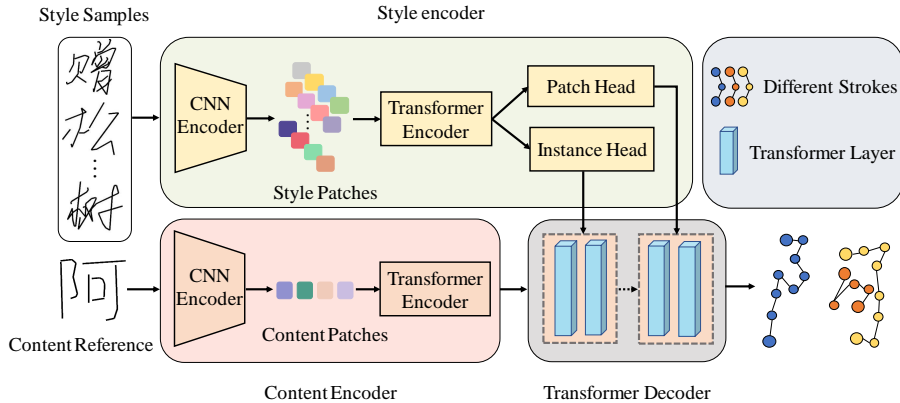 Style Samples
Style encoder
赠
松
⋮
树
CNN
Encoder
Style Patches
Transformer
Encoder
Patch Head
Instance Head
Different Strokes
Transformer Layer
阿
Content Reference
CNN
Encoder
Content Patches
Transformer
Encoder
Content Encoder
Transformer Decoder